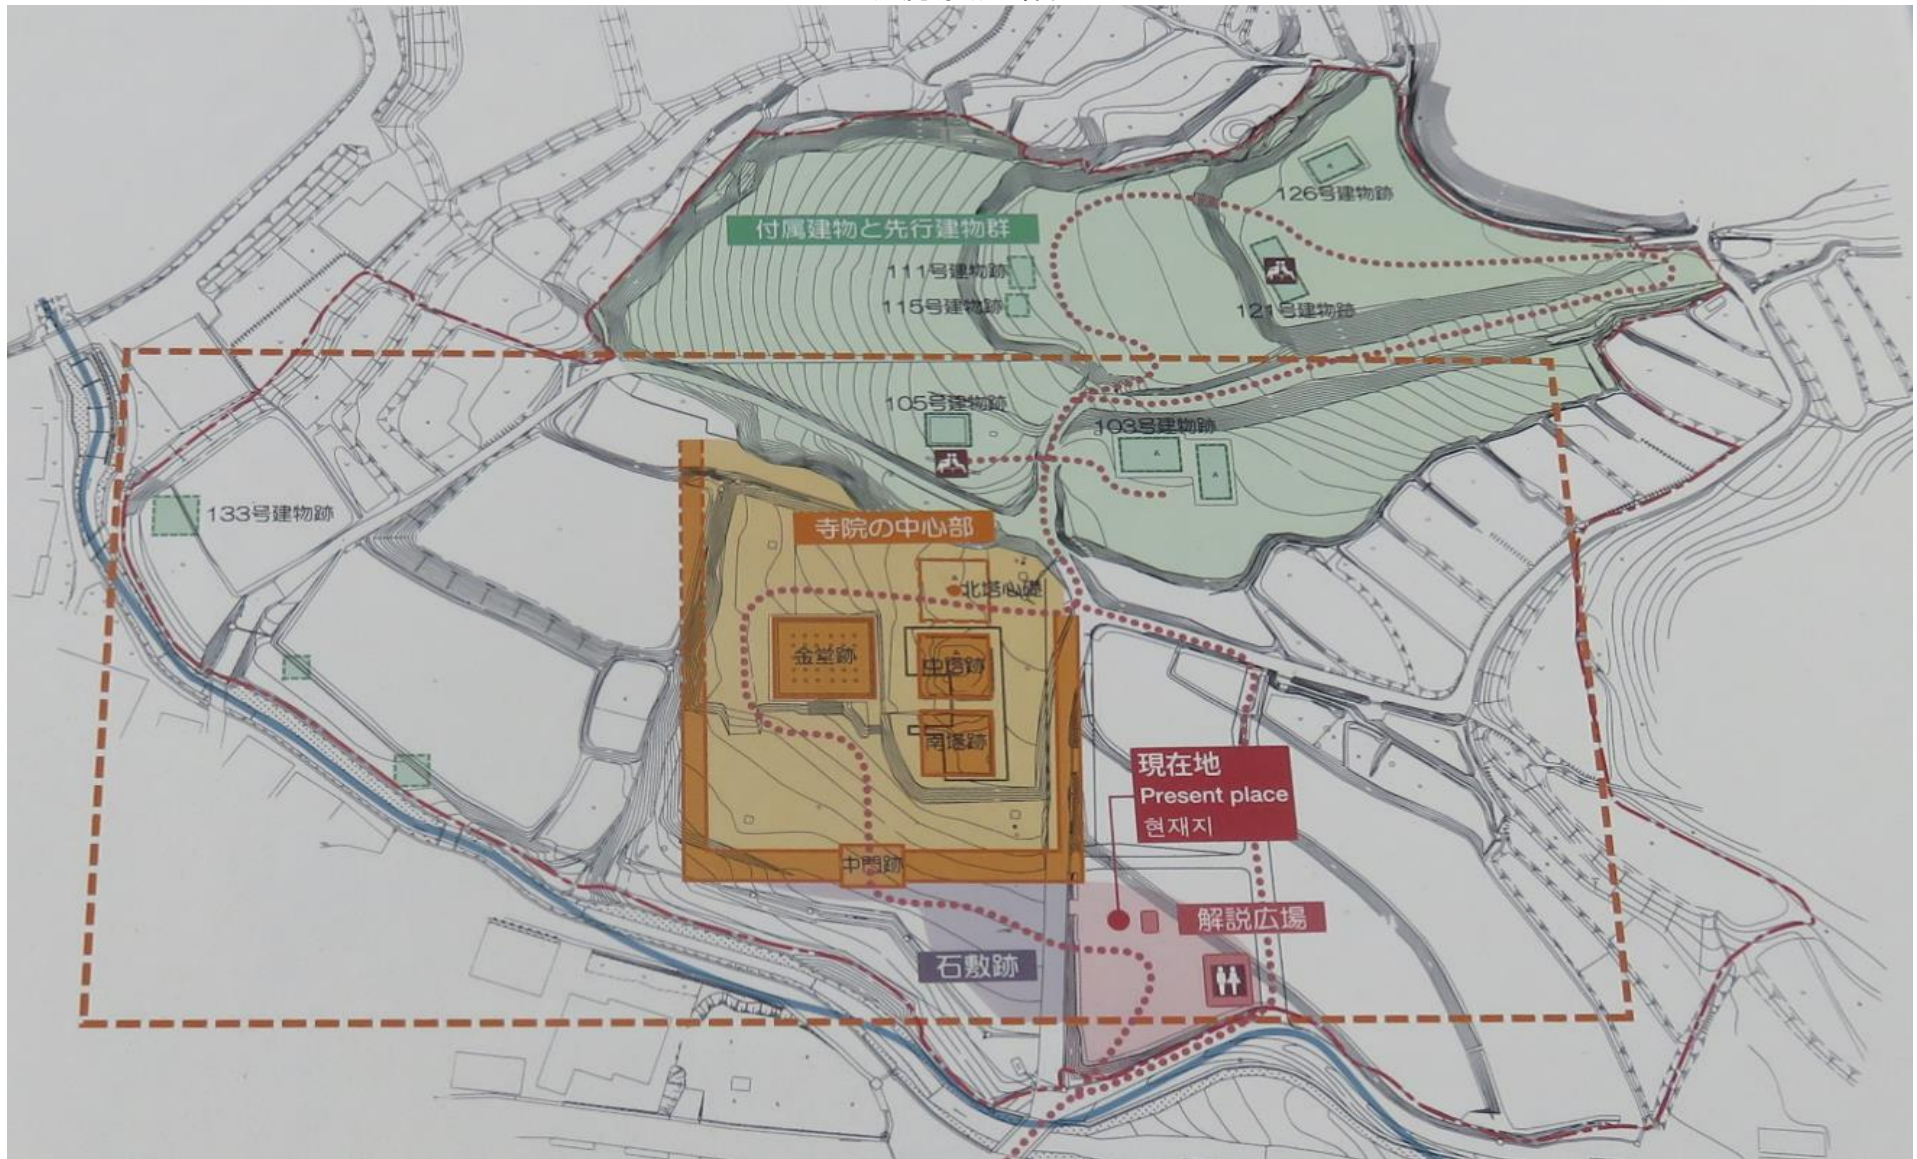 126号建物跡
付属建物と先行建物群
111号建物跡
115号建物跡
121号建物跡
105号建物跡
103号建物跡
133号建物跡
寺院の中心部
北塔心礎
金堂跡
中塔跡
南塔跡
現在地
Present place
현재지
中門跡
解説広場
石敷跡